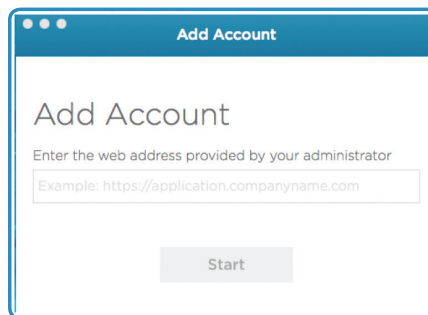 Add Account
Add Account
Enter the web address provided by your administrator
Example: https://application.companyname.com
Start